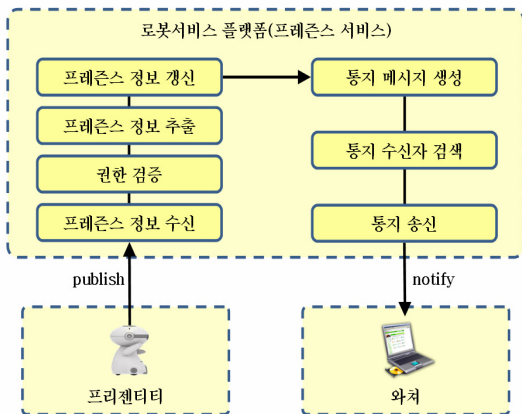 로봇서비스 플랫폼(프레즌스 서비스)
프레즌스 정보 갱신
통지 메시지 생성
프레즌스 정보 추출
통지 수신자 검색
권한 검증
프레즌스 정보 수신
통지 송신
publish
notify
프리젠티티
와쳐